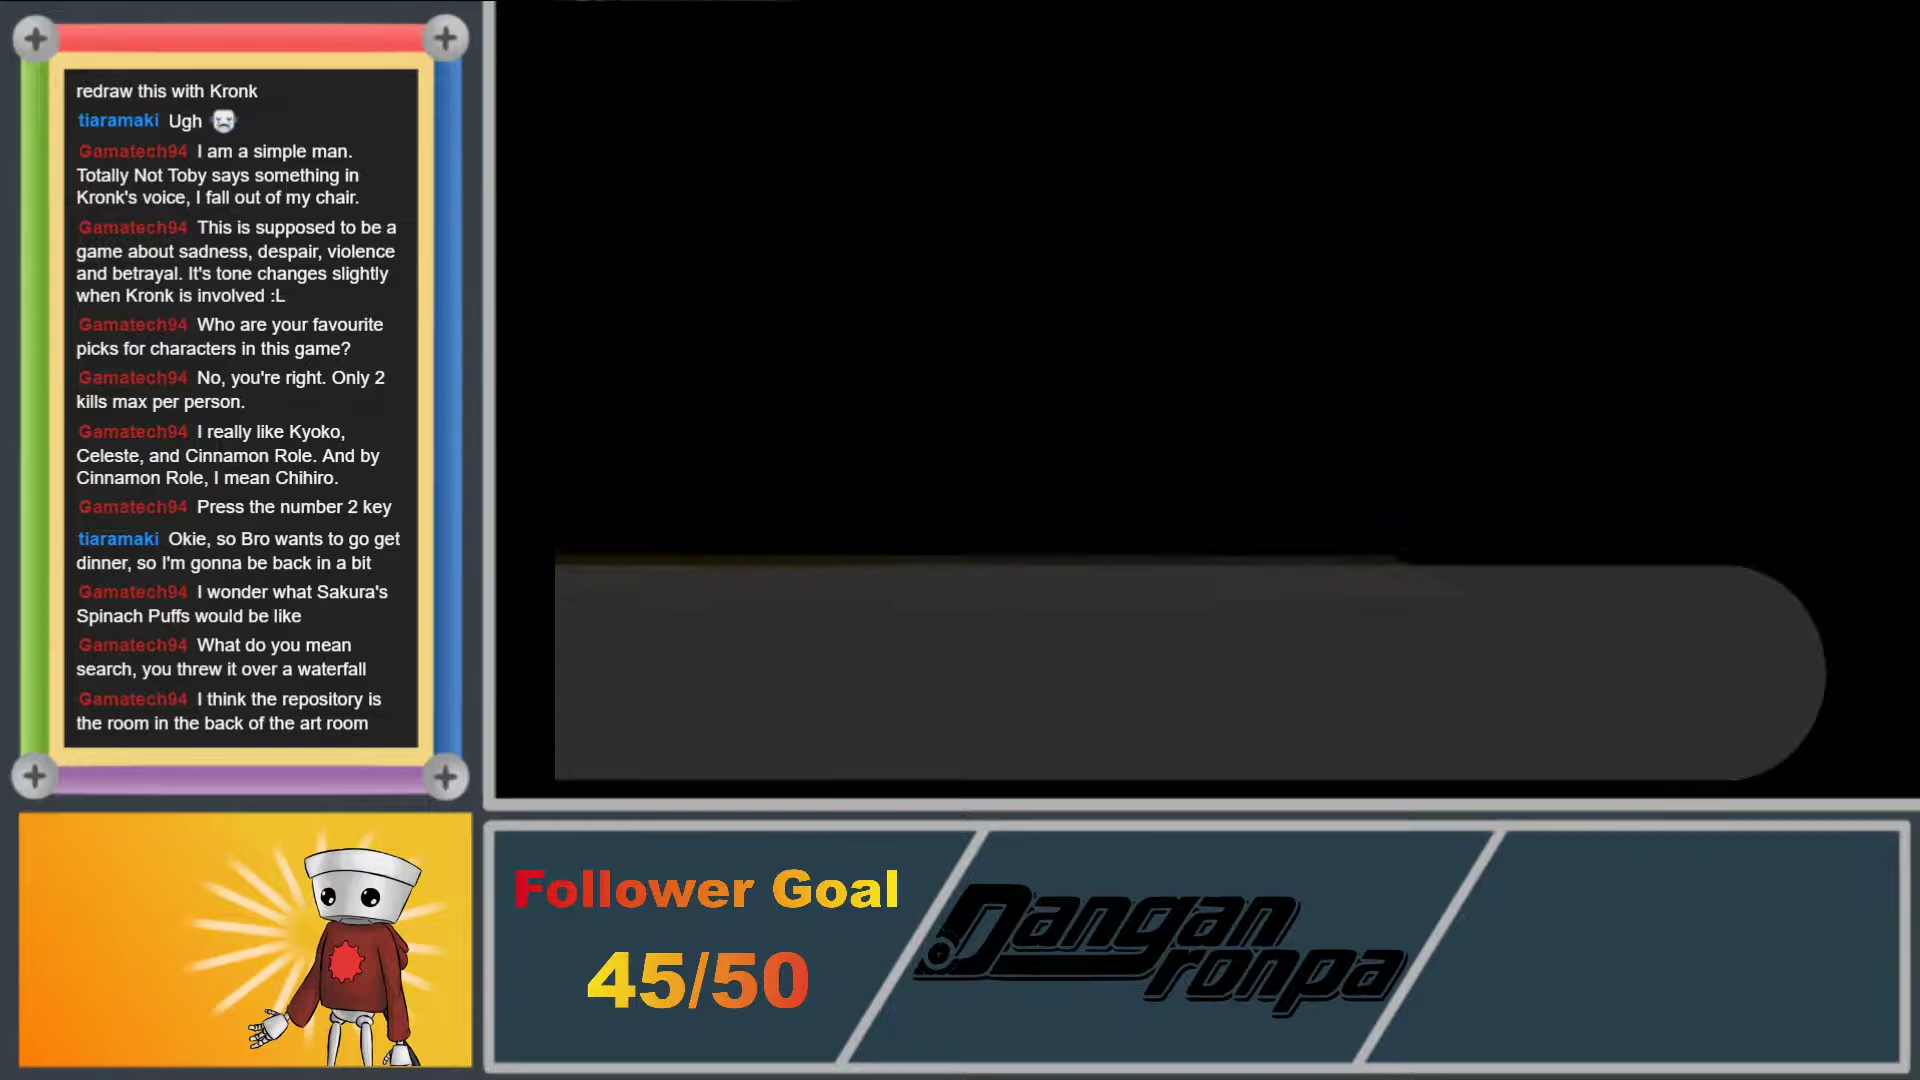 redraw this with Kronk
tiaramaki Ugh
Gamatech94 I am a simple man.
Totally Not Toby says something in
Kronk's voice, I fall out of my chair.
Gamatech94 This is supposed to be a
game about sadness, despair, violence
and betrayal. It's tone changes slightly
when Kronk is involved :L
Gamatech94 Who are your favourite
picks for characters in this game?
Gamatech94 No, you're right. Only 2
kills max per person.
Gamatech94 I really like Kyoko,
Celeste, and Cinnamon Role. And by
Cinnamon Role, I mean Chihiro.
Gamatech94 Press the number 2 key
tiaramaki Okie, so Bro wants to go get
dinner, so I'm gonna be back in a bit
Gamatech94 I wonder what Sakura's
Spinach Puffs would be like
Gamatech94 What do you mean
search, you threw it over a waterfall
Gamatech94 I think the repository is
the room in the back of the art room
Follower Goal
45/50
Dangan
ronpa